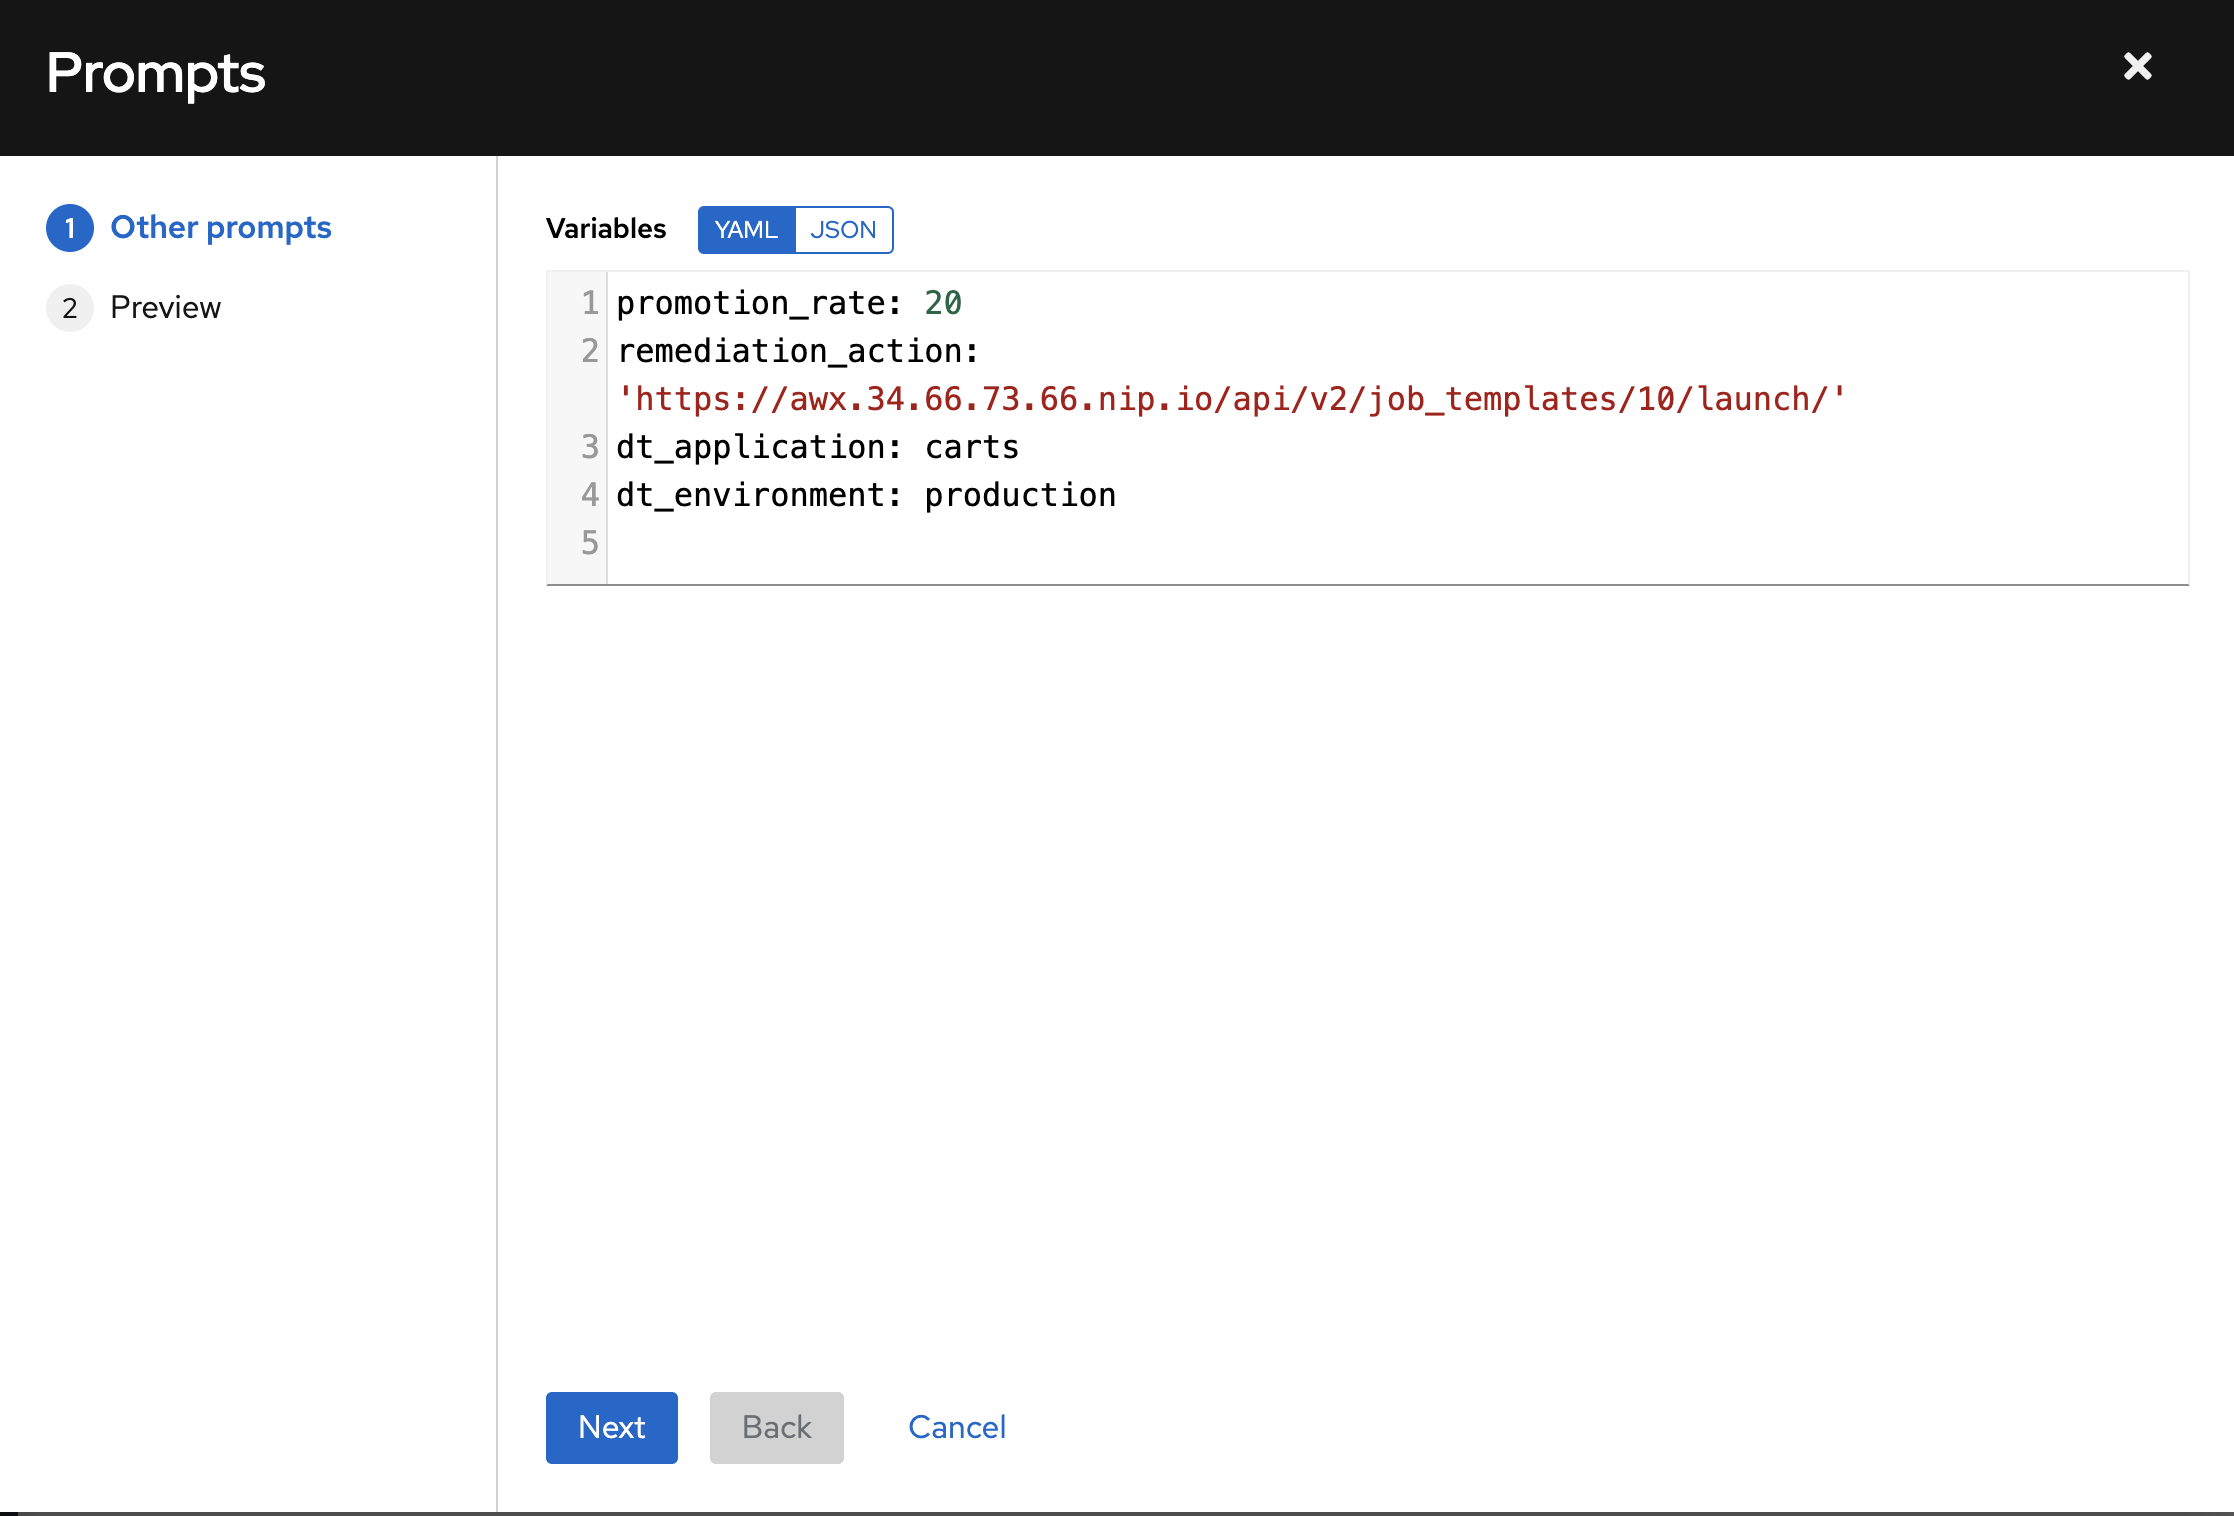 Prompts
1 Other prompts
2 Preview
Variables YAML JSON
1 promotion_rate: 20
2 remediation_action:
'https://awx.34.66.73.66.nip.io/api/v2/job_templates/10/launch/'
3 dt_application: carts
4 dt_environment: production
5
Next Back Cancel